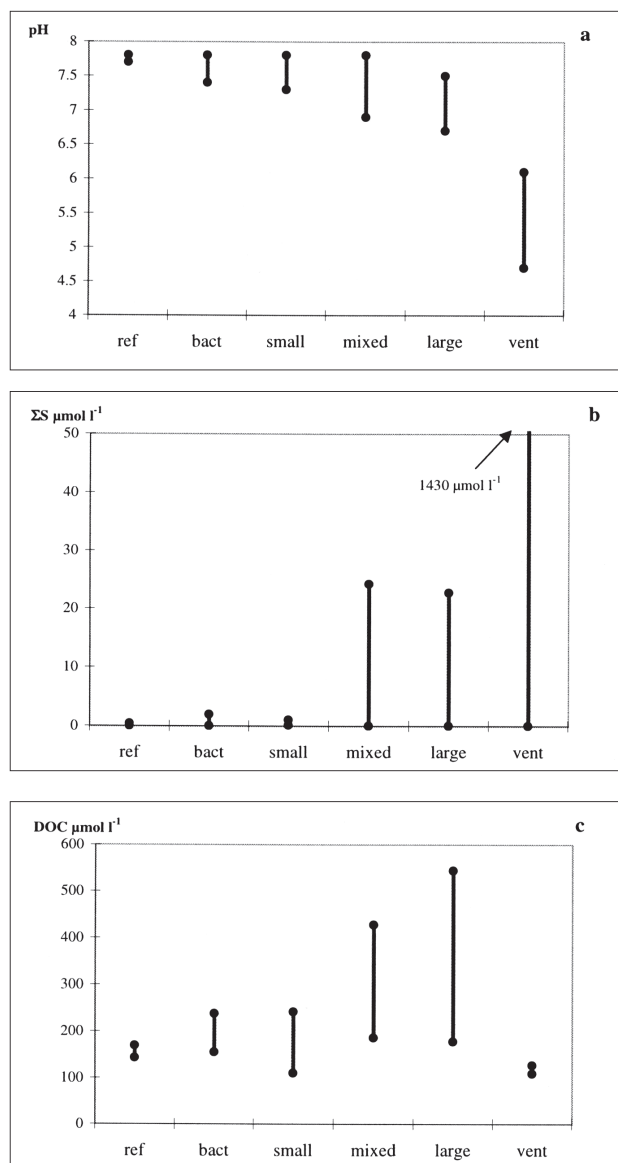 pH
a
8
7.5
7
6.5
6
5.5
5
4.5
4
ref bact small mixed large vent
ΣS µmol l⁻¹
b
50
40
30
20
10
0
1430 µmol l⁻¹
ref bact small mixed large vent
DOC µmol l⁻¹
c
600
500
400
300
200
100
0
ref bact small mixed large vent